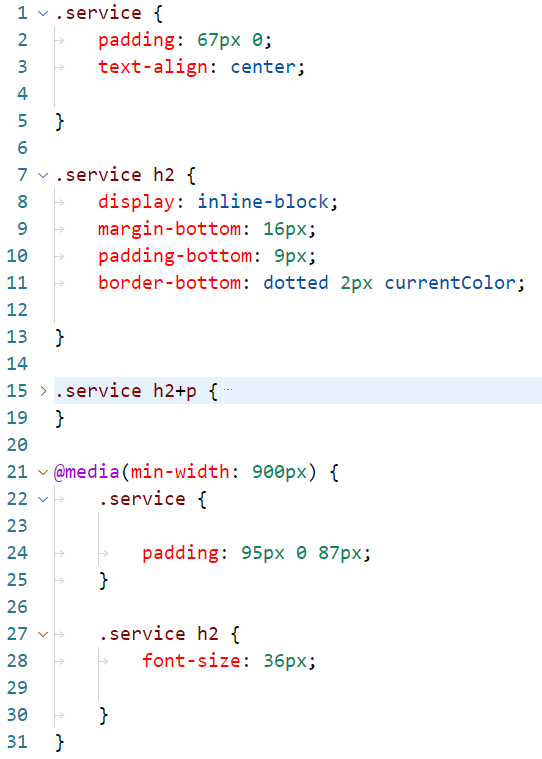 1 .service {
2 padding: 67px 0;
3 text-align: center;
4
5 }
6
7 .service h2 {
8 display: inline-block;
9 margin-bottom: 16px;
10 padding-bottom: 9px;
11 border-bottom: dotted 2px currentColor;
12
13 }
14
15 .service h2+p { ···
19 }
20
21 @media(min-width: 900px) {
22 .service {
23
24 padding: 95px 0 87px;
25 }
26
27 .service h2 {
28 font-size: 36px;
29
30 }
31 }